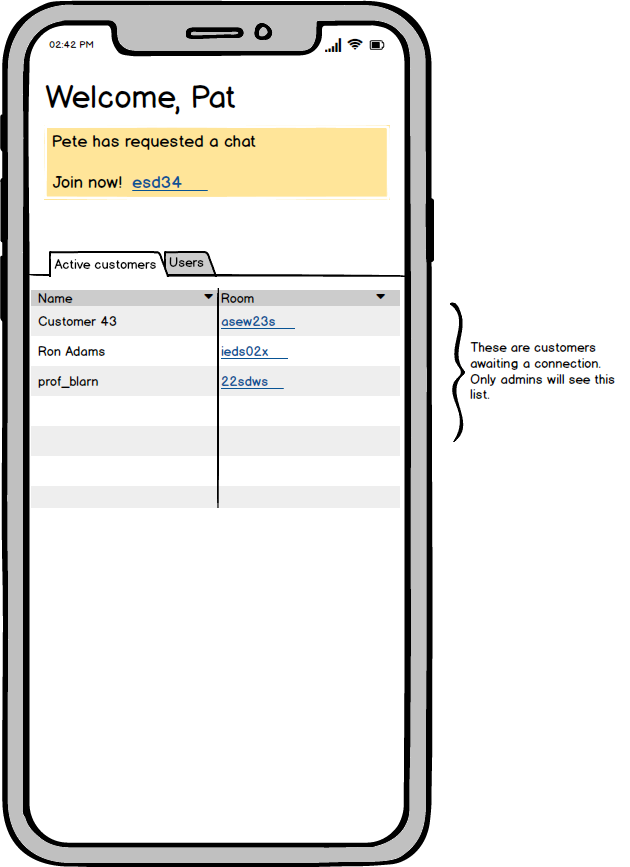 02:42 PM
Welcome, Pat
Pete has requested a chat
Join now! esd34
Active customers
Users
Name
Room
Customer 43
asew23s
Ron Adams
ieds02x
prof_blarn
22sdws
These are customers
awaiting a connection.
Only admins will see this
list.